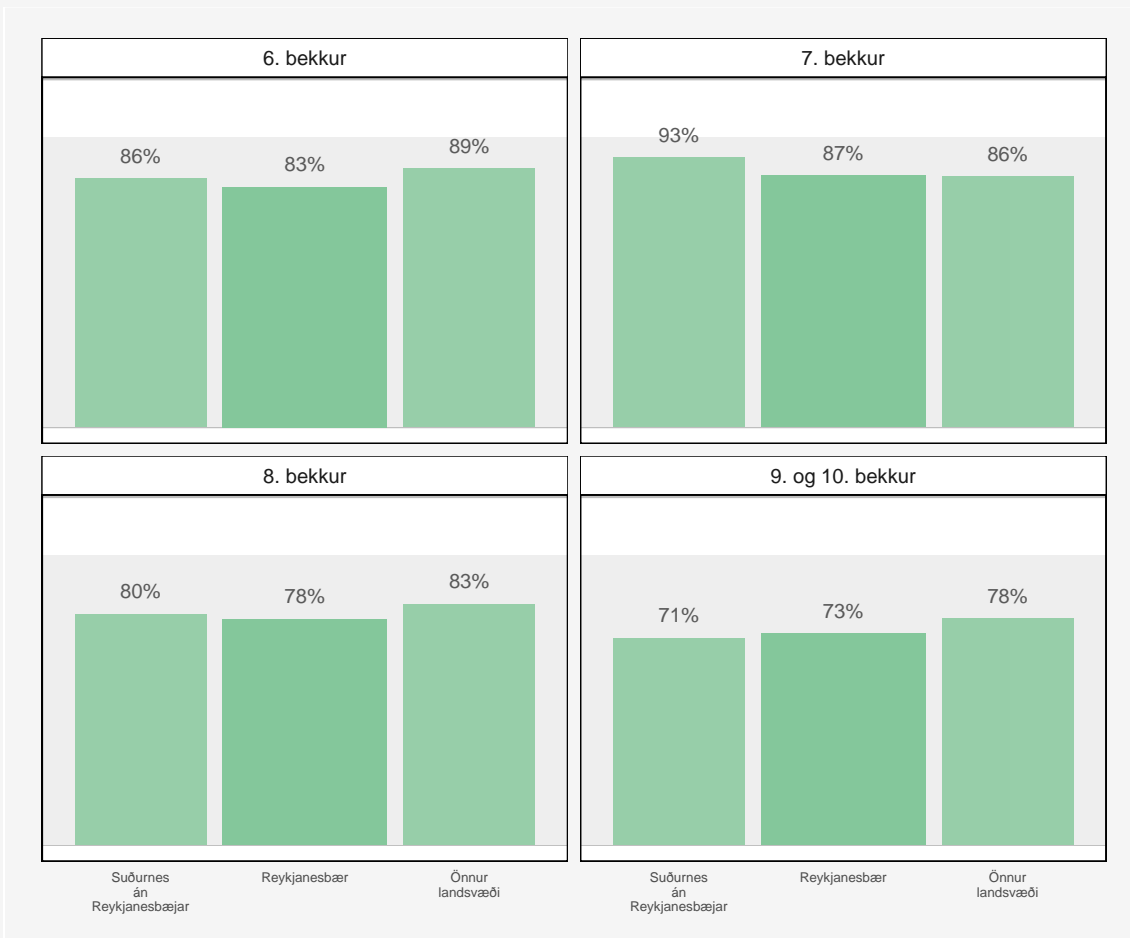 6. bekkur
7. bekkur
86%
83%
89%
93%
87%
86%
8. bekkur
9. og 10. bekkur
80%
78%
83%
71%
73%
78%
Suðurnes
án
Reykjanesbæjar
Reykjanesbær
Önnur
landsvæði
Suðurnes
án
Reykjanesbæjar
Reykjanesbær
Önnur
landsvæði